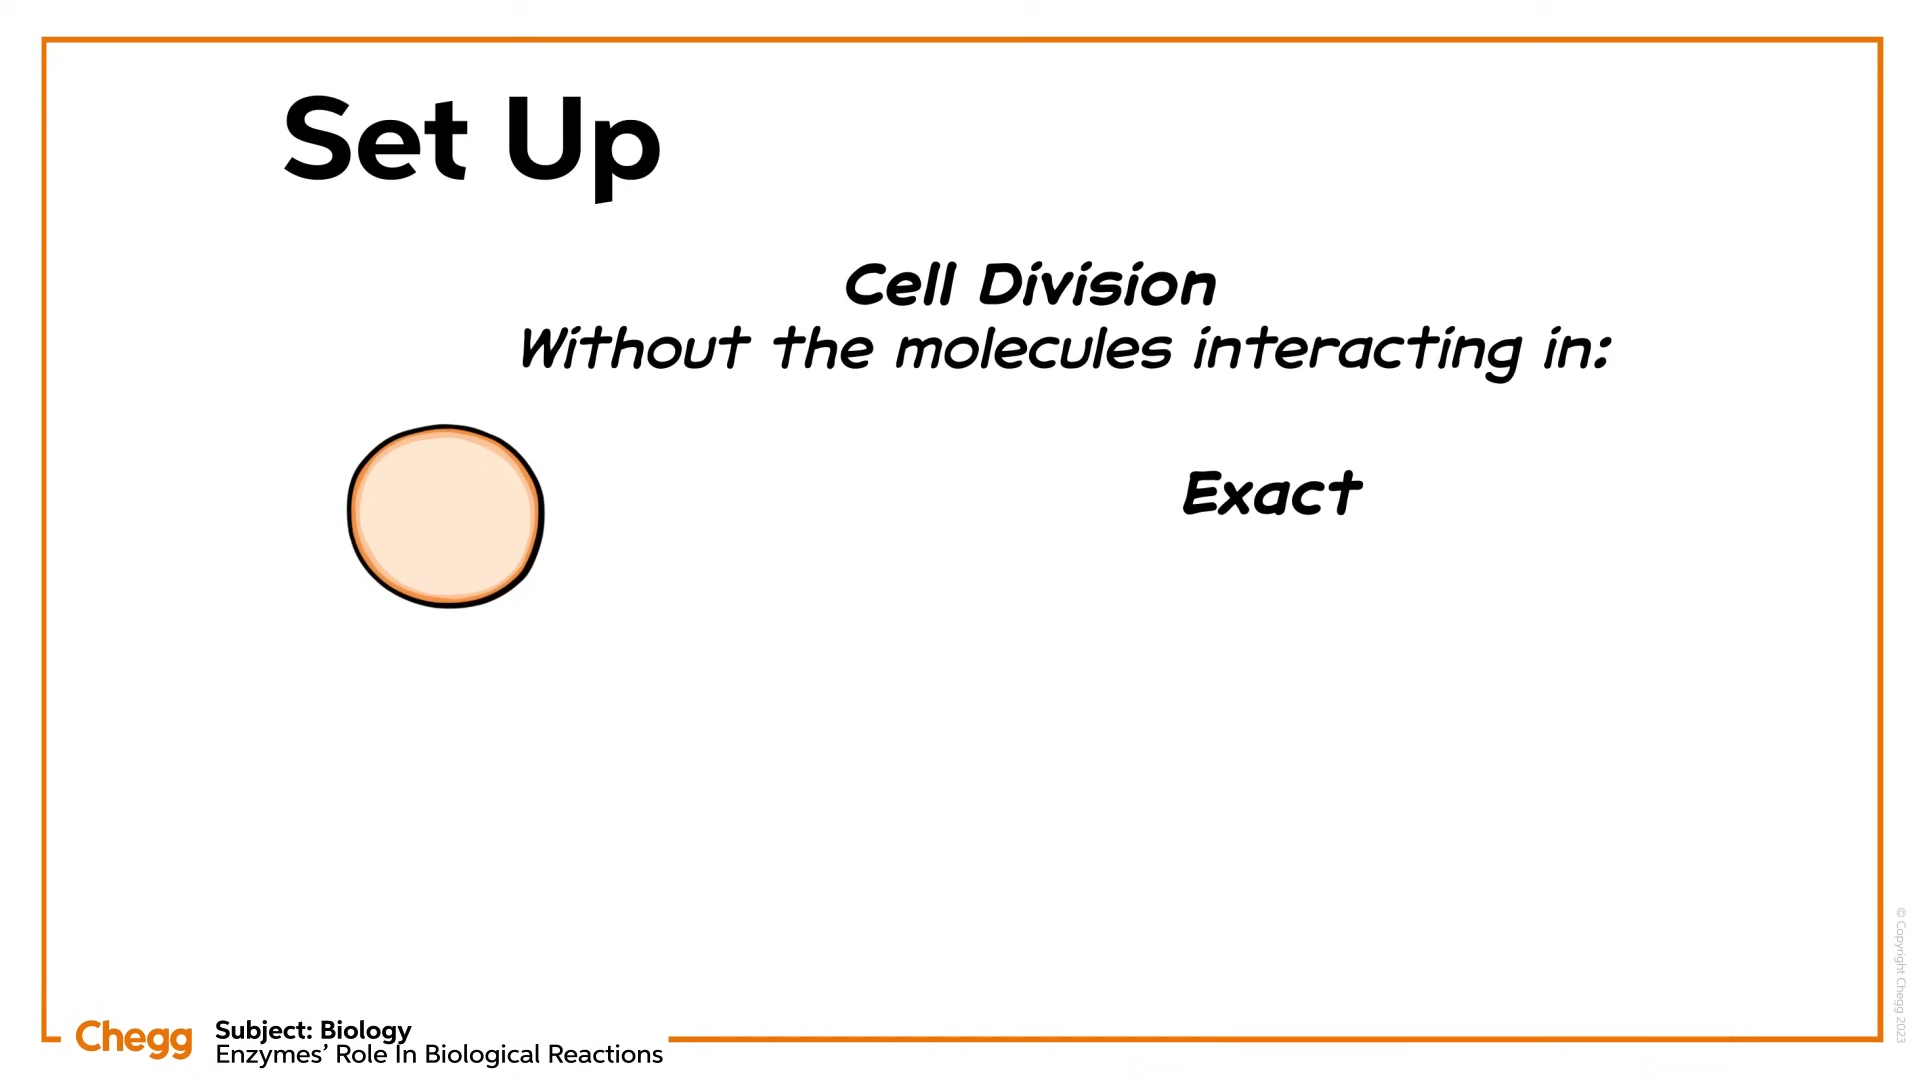 Set Up
Cell Division
Without the molecules interacting in:
Exact
Chegg
Subject: Biology
Enzymes’ Role In Biological Reactions
© Copyright Chegg 2023